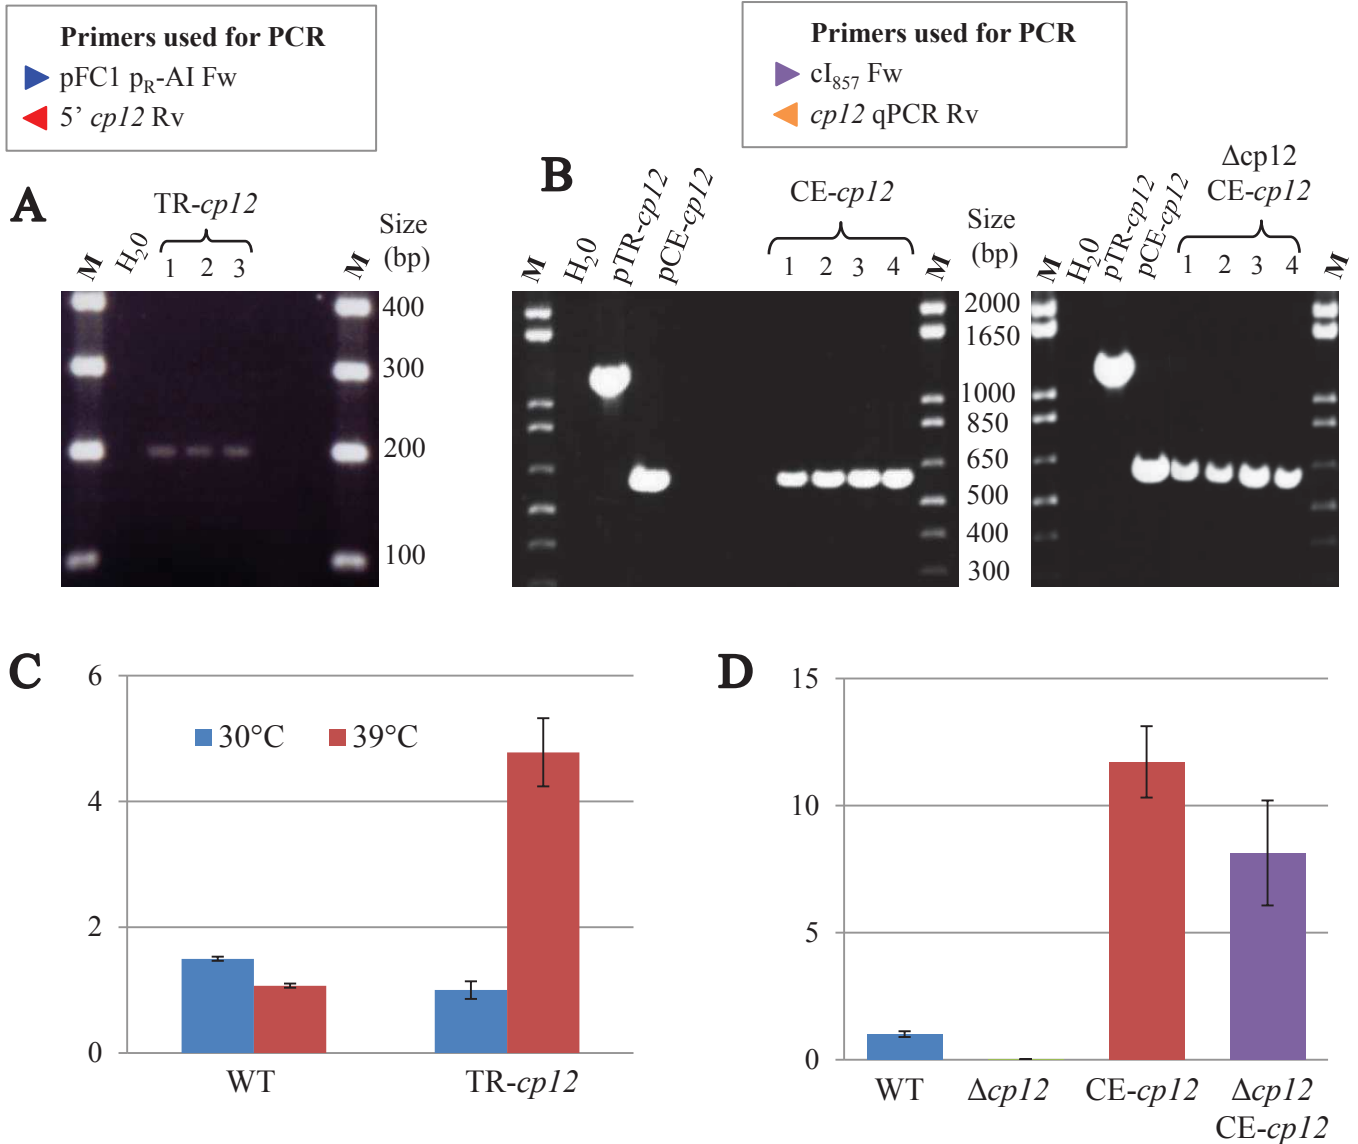 Primers used for PCR
pFC1 pR-AI Fw
5' cp12 Rv
Primers used for PCR
cI857 Fw
cp12 qPCR Rv
A
TR-cp12
M
H20
1 2 3
M
Size
(bp)
400
300
200
100
B
H20
pTR-cp12
pCE-cp12
CE-cp12
1 2 3 4
M
Size
(bp)
2000
1650
1000
850
650
500
400
300
M
H20
pTR-cp12
pCE-cp12
Δcp12
CE-cp12
1 2 3 4
M
C
6
4
2
0
30°C 39°C
WT TR-cp12
D
15
10
5
0
WT Δcp12 CE-cp12 Δcp12
CE-cp12